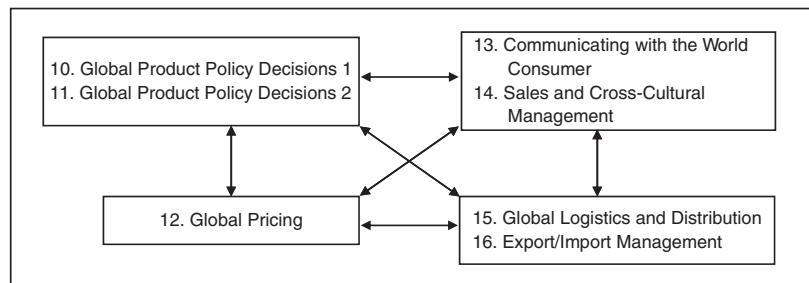 10. Global Product Policy Decisions 1
11. Global Product Policy Decisions 2
13. Communicating with the World
Consumer
14. Sales and Cross-Cultural
Management
12. Global Pricing
15. Global Logistics and Distribution
16. Export/Import Management